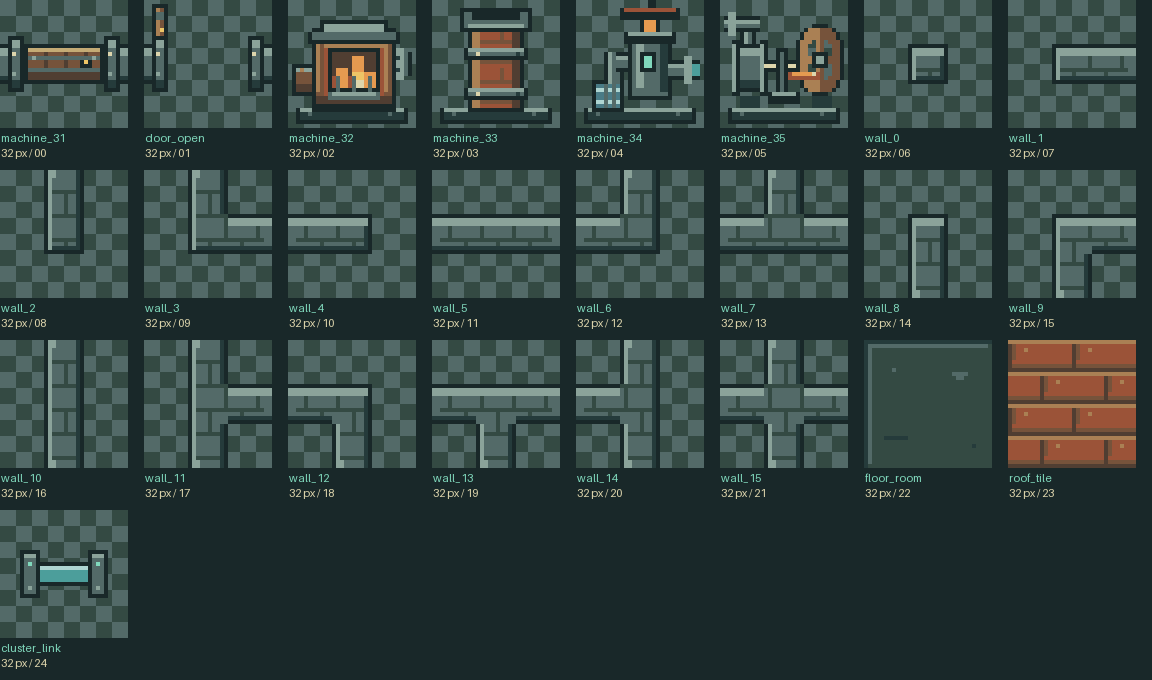 machine_31 door_open machine_32 machine_33 machine_34 machine_35 wall_0 wall_1
32px/00 32px/01 32px/02 32px/03 32px/04 32px/05 32px/06 32px/07
wall_2 wall_3 wall_4 wall_5 wall_6 wall_7 wall_8 wall_9
32px/08 32px/09 32px/10 32px/11 32px/12 32px/13 32px/14 32px/15
wall_10 wall_11 wall_12 wall_13 wall_14 wall_15 floor_room roof_tile
32px/16 32px/17 32px/18 32px/19 32px/20 32px/21 32px/22 32px/23
cluster_link
32px/24